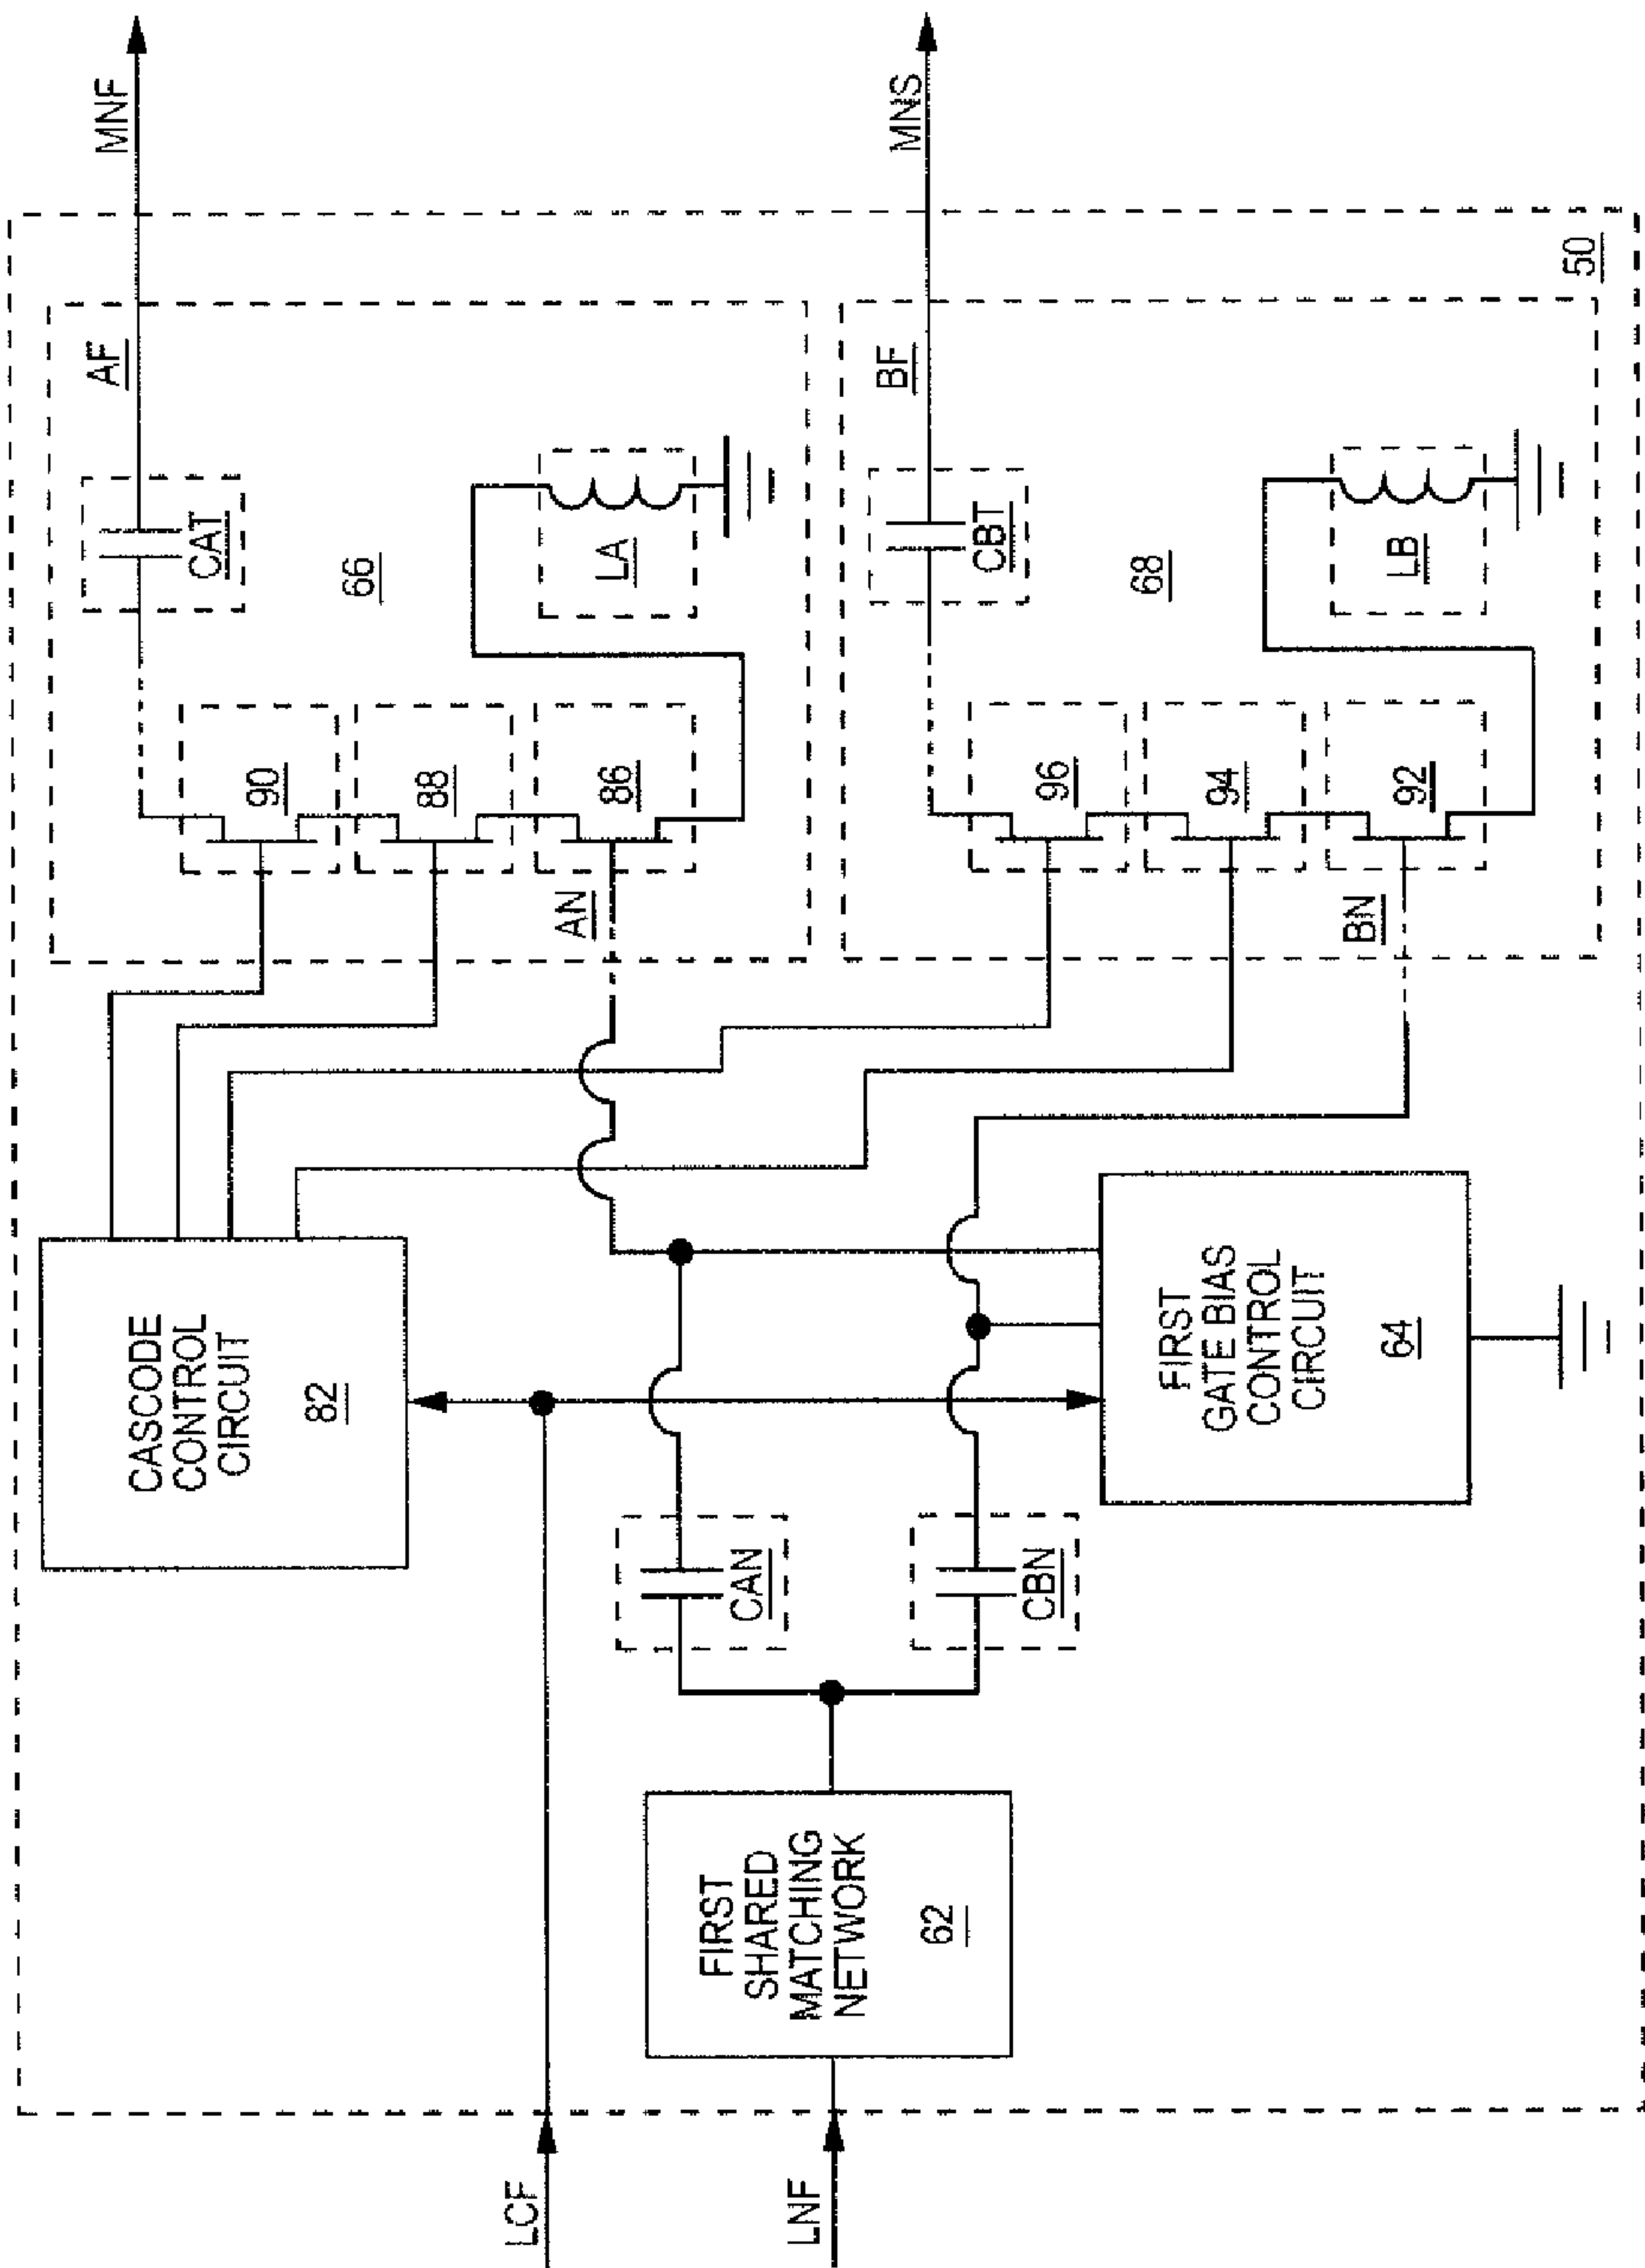 MNF
MNS
50
AF
CAT
66
LA
90
88
86
AN
BF
CBT
68
LB
96
94
92
BN
CASCODE
CONTROL
CIRCUIT
82
FIRST
GATE BIAS
CONTROL
CIRCUIT
64
CAN
CBN
FIRST
SHARED
MATCHING
NETWORK
62
LCF
LNF